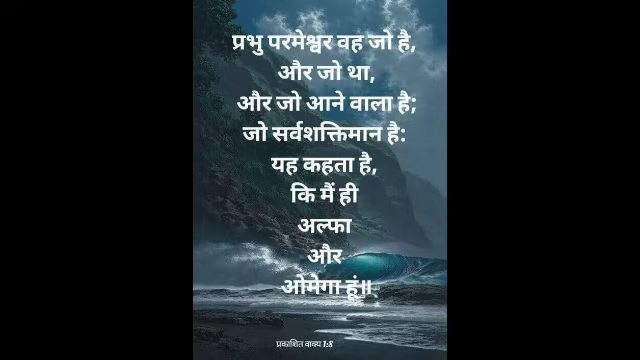 प्रभु परमेश्वर वह जो है,
और जो था,
और जो आने वाला है;
जो सर्वशक्तिमान है:
यह कहता है,
कि मैं ही
अल्फा
और
ओमेगा हूं॥
प्रकाशित वाक्य 1:8